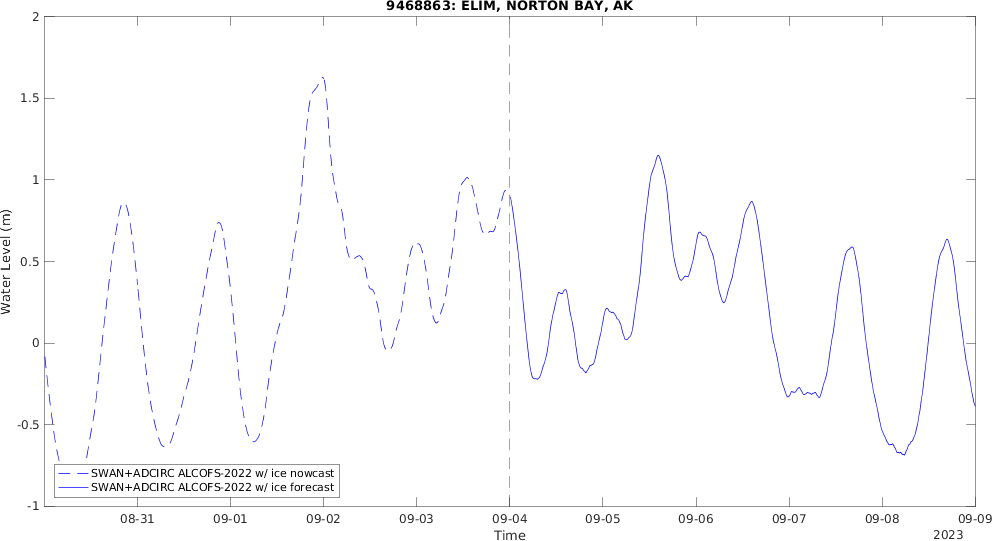 9468863: ELIM, NORTON BAY, AK
2
1.5
1
0.5
0
-0.5
-1
Water Level (m)
SWAN+ADCIRC ALCOFS-2022 w/ ice nowcast
SWAN+ADCIRC ALCOFS-2022 w/ ice forecast
08-31 09-01 09-02 09-03 09-04 09-05 09-06 09-07 09-08 09-09
Time
2023